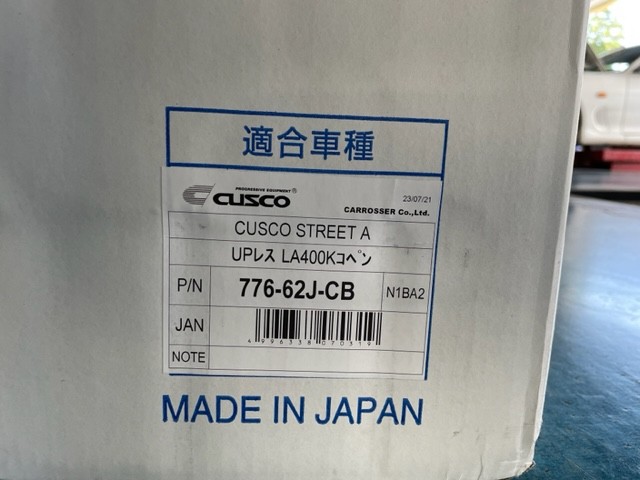 適合車種
PROGRESSIVE EQUIPMENT ®
CUSCO
23/07/21
CARROSSER Co.,Ltd.
CUSCO STREET A
UPレス LA400Kコペン
P/N 776-62J-CB N1BA2
JAN 4996338070319
NOTE
MADE IN JAPAN